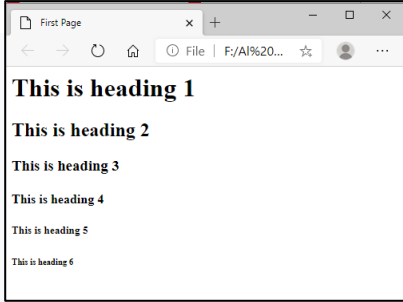 First Page
File | F:/Al%20...
This is heading 1
This is heading 2
This is heading 3
This is heading 4
This is heading 5
This is heading 6